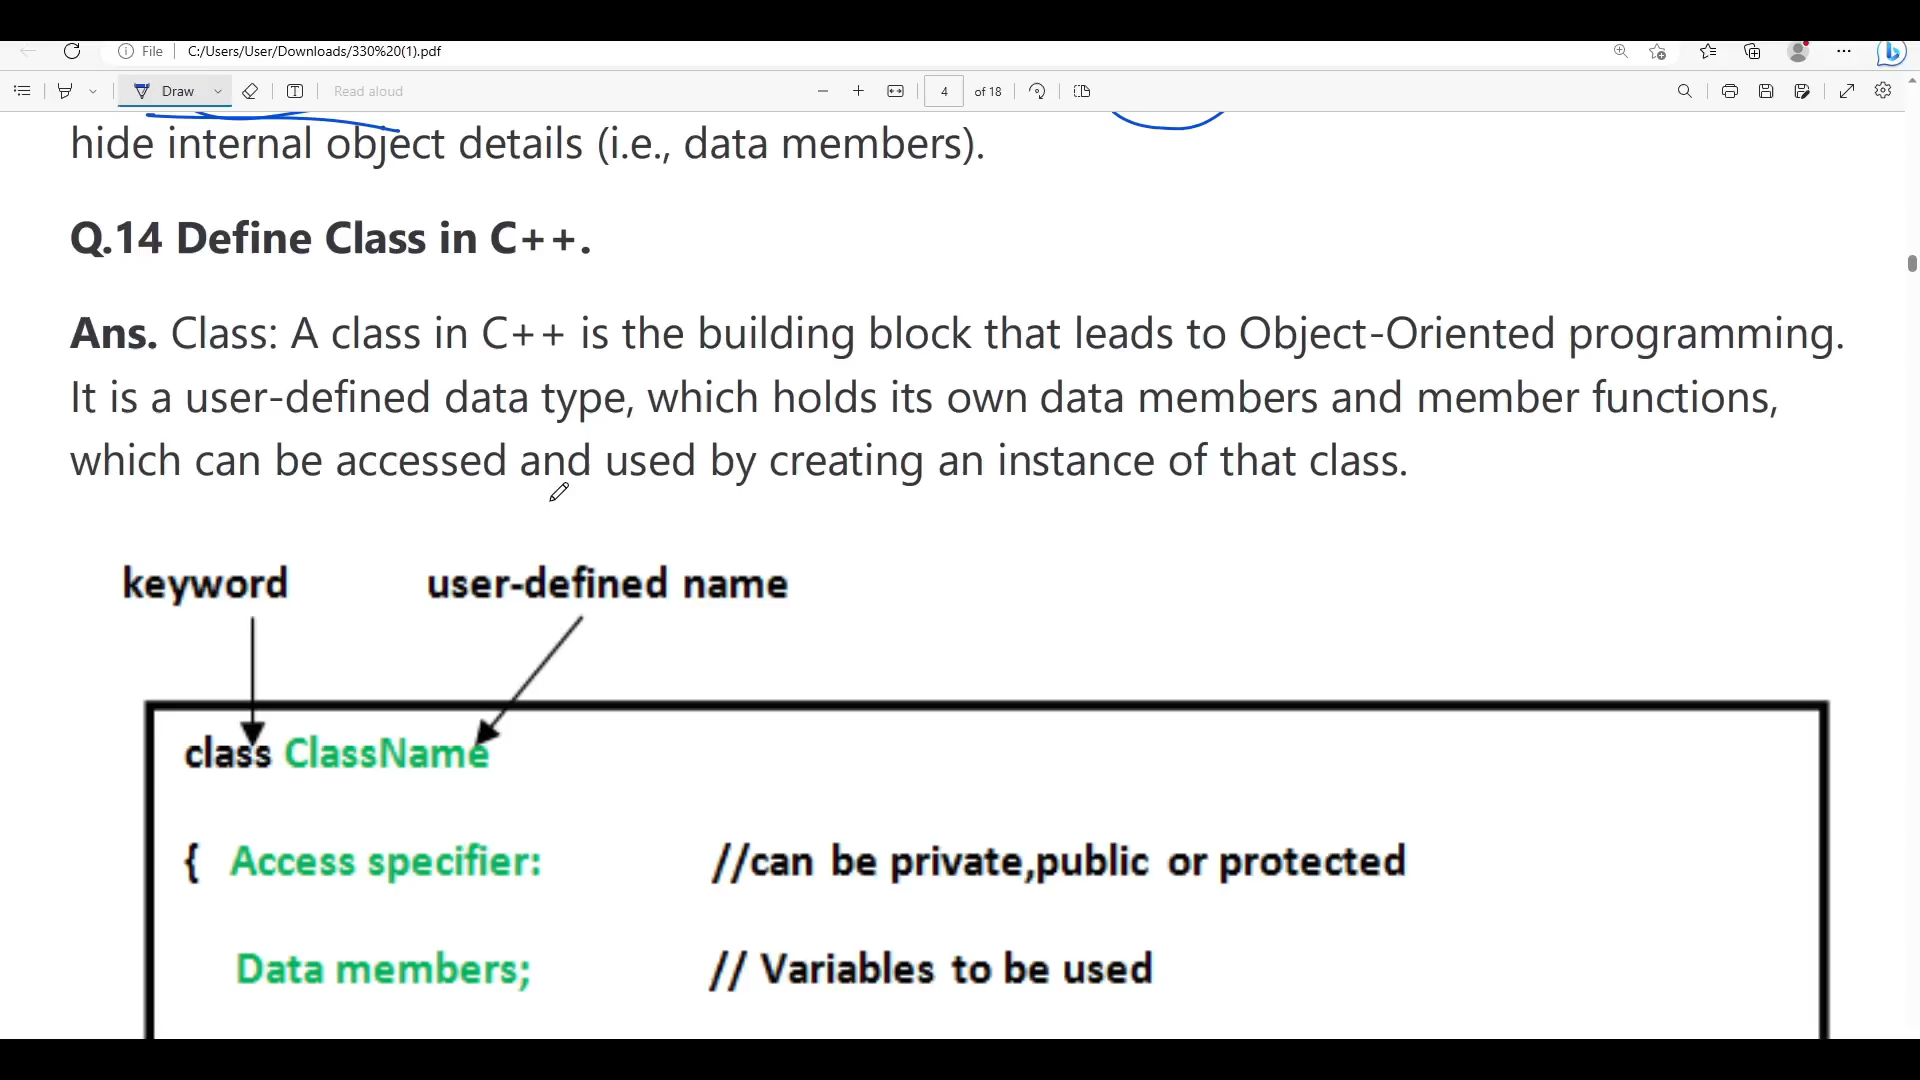 File C:/Users/User/Downloads/330%20(1).pdf
Draw Read aloud 4 of 18
hide internal object details (i.e., data members).
Q.14 Define Class in C++.
Ans. Class: A class in C++ is the building block that leads to Object-Oriented programming.
It is a user-defined data type, which holds its own data members and member functions,
which can be accessed and used by creating an instance of that class.
keyword user-defined name
class ClassName
{ Access specifier: //can be private,public or protected
Data members; // Variables to be used